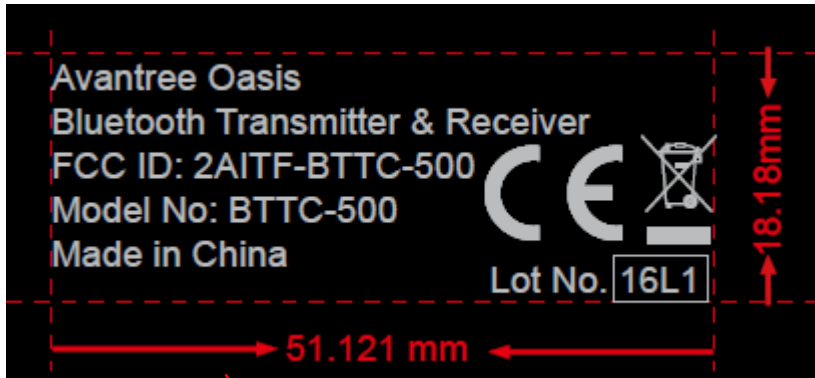 Avantree Oasis
Bluetooth Transmitter & Receiver
FCC ID: 2AITF-BTTC-500
Model No: BTTC-500
Made in China
CE
Lot No. 16L1
18.18mm
51.121 mm